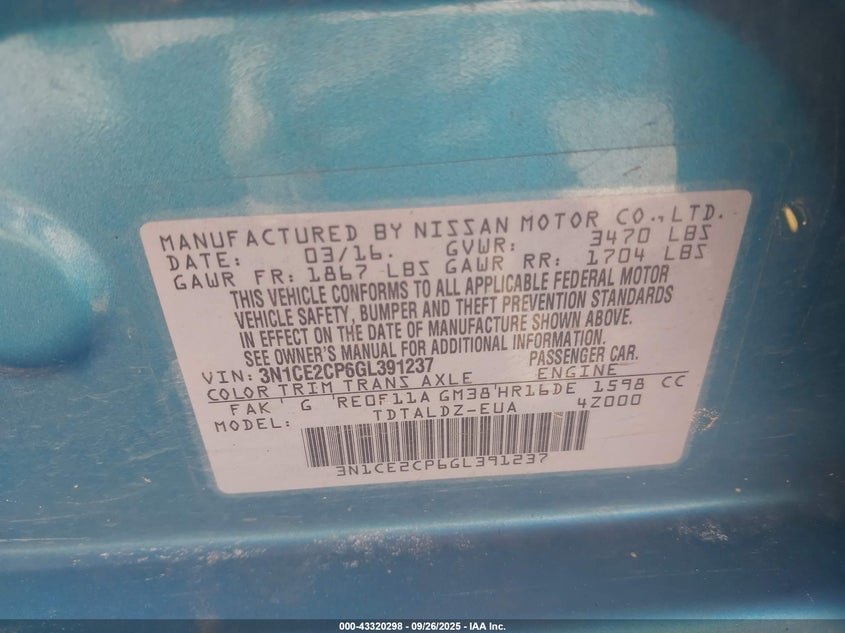 MANUFACTURED BY NISSAN MOTOR CO., LTD.
DATE: 03/16. GVWR: 3470 LBS
GAWR FR: 1867 LBS GAWR RR: 1704 LBS
THIS VEHICLE CONFORMS TO ALL APPLICABLE FEDERAL MOTOR
VEHICLE SAFETY, BUMPER AND THEFT PREVENTION STANDARDS
IN EFFECT ON THE DATE OF MANUFACTURE SHOWN ABOVE.
SEE OWNER'S MANUAL FOR ADDITIONAL INFORMATION.
VIN: 3N1CE2CP6GL391237 PASSENGER CAR.
COLOR TRIM TRANS AXLE ENGINE
FAK G 'RE0F11A GM38'HR16DE 1598 CC
MODEL: TDTALDZ-EUA 4Z000
3N1CE2CP6GL391237
000-43320298 - 09/26/2025 - IAA Inc.